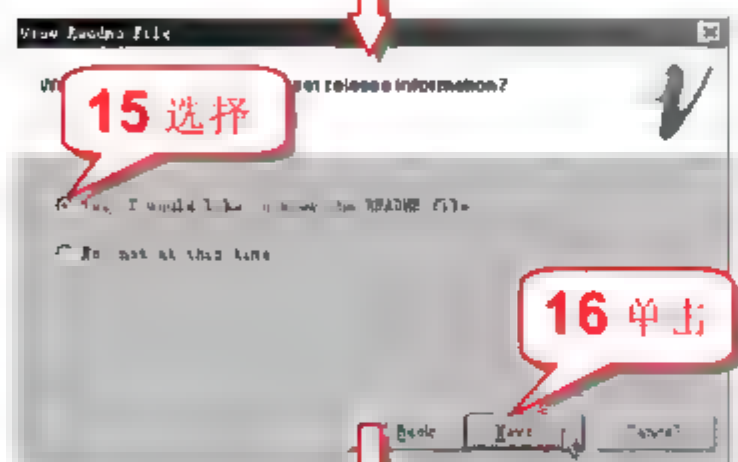 View Readme File
release information?
15 选择
Yes, I would like to view the README file
No not at this time
16 单击
Back Next Cancel